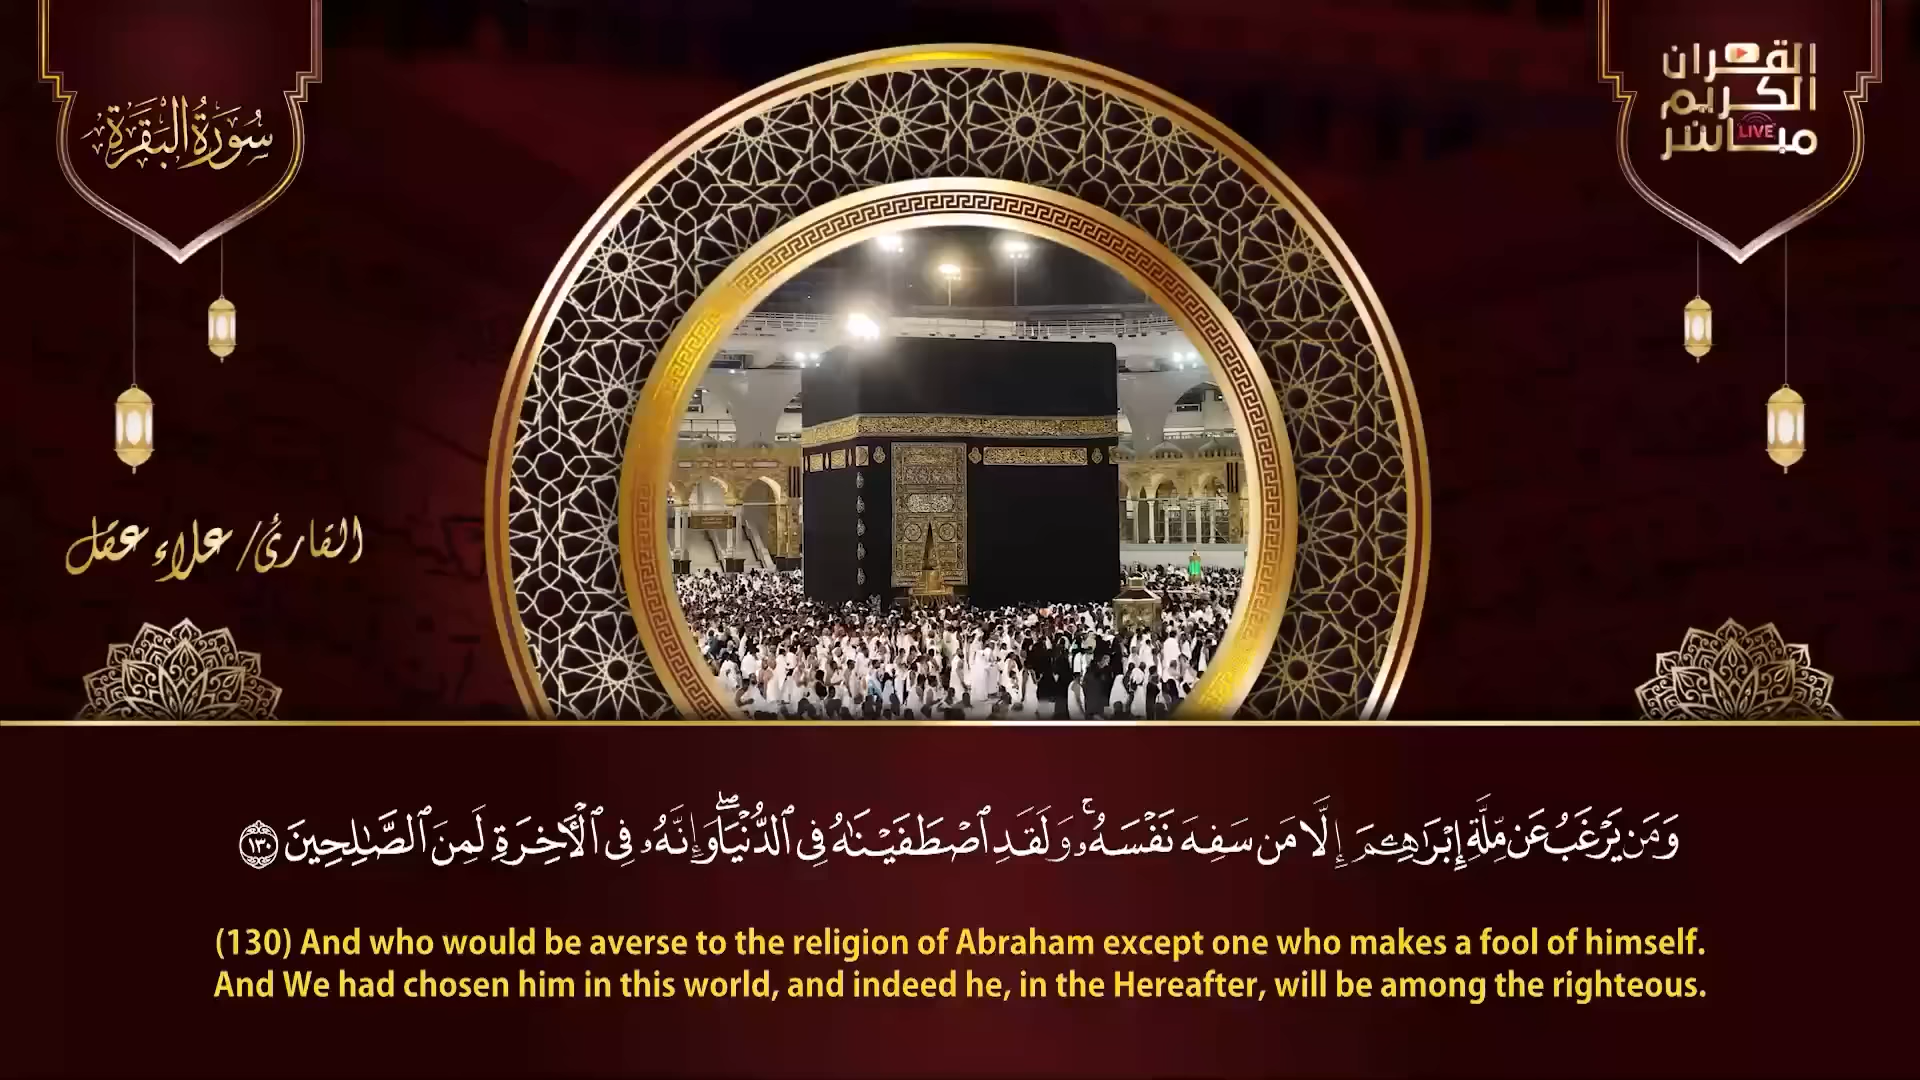 سُورَةُ البَقَرَةِ
القرآن
الكريم
مباشر
LIVE
القارئ/ علاء عقل
وَمَن يَرْغَبُ عَن مِّلَّةِ إِبْرَٰهِـۧمَ إِلَّا مَن سَفِهَ نَفْسَهُۥ ۚ وَلَقَدِ ٱصْطَفَيْنَٰهُ فِى ٱلدُّنْيَا ۖ وَإِنَّهُۥ فِى ٱلْأَخِرَةِ لَمِنَ ٱلصَّٰلِحِينَ ١٣٠
(130) And who would be averse to the religion of Abraham except one who makes a fool of himself.
And We had chosen him in this world, and indeed he, in the Hereafter, will be among the righteous.